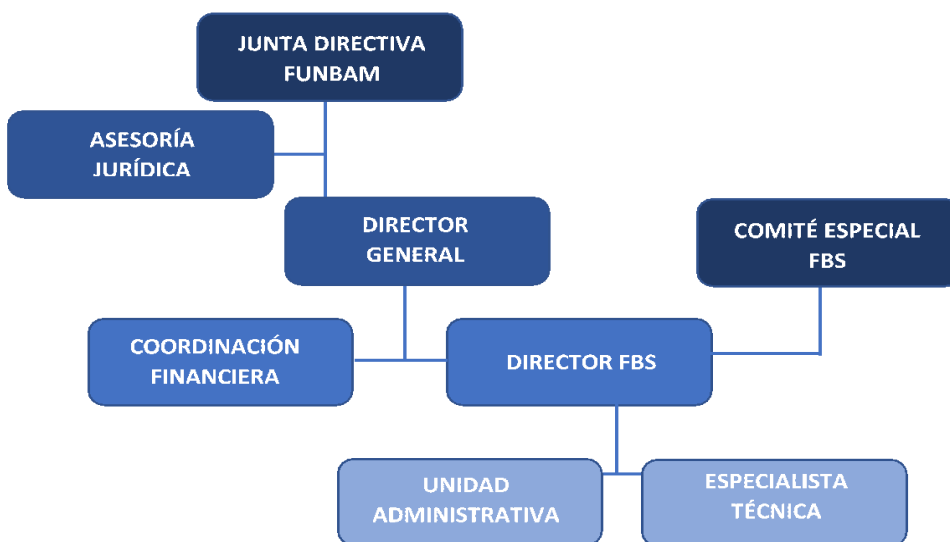 JUNTA DIRECTIVA
FUNBAM
ASESORÍA
JURÍDICA
DIRECTOR
GENERAL
COMITÉ ESPECIAL
FBS
COORDINACIÓN
FINANCIERA
DIRECTOR FBS
UNIDAD
ADMINISTRATIVA
ESPECIALISTA
TÉCNICA